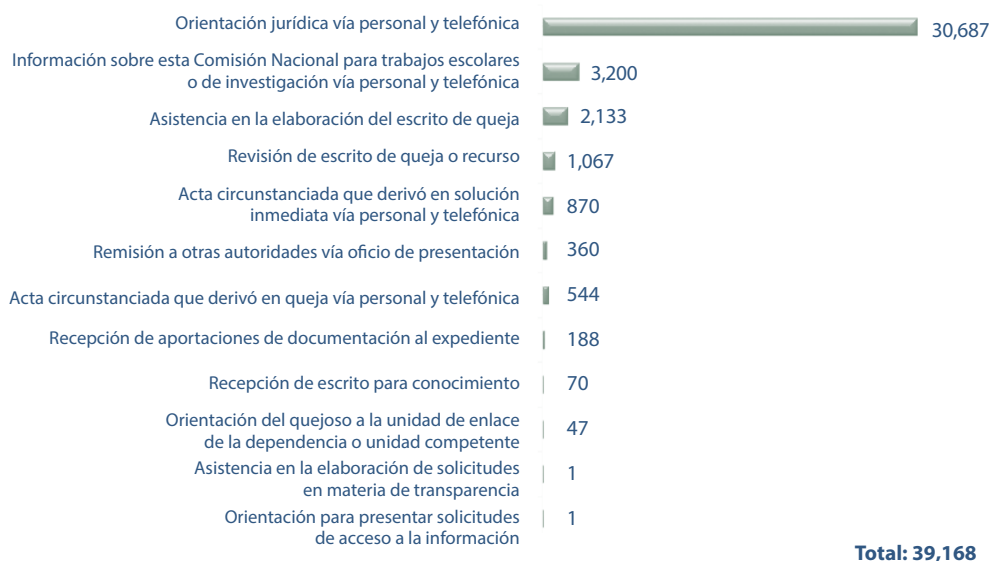 Orientación jurídica vía personal y telefónica
30,687
Información sobre esta Comisión Nacional para trabajos escolares
o de investigación vía personal y telefónica
3,200
Asistencia en la elaboración del escrito de queja
2,133
Revisión de escrito de queja o recurso
1,067
Acta circunstanciada que derivó en solución
inmediata vía personal y telefónica
870
Remisión a otras autoridades vía oficio de presentación
360
Acta circunstanciada que derivó en queja vía personal y telefónica
544
Recepción de aportaciones de documentación al expediente
188
Recepción de escrito para conocimiento
70
Orientación del quejoso a la unidad de enlace
de la dependencia o unidad competente
47
Asistencia en la elaboración de solicitudes
en materia de transparencia
1
Orientación para presentar solicitudes
de acceso a la información
1
Total: 39,168